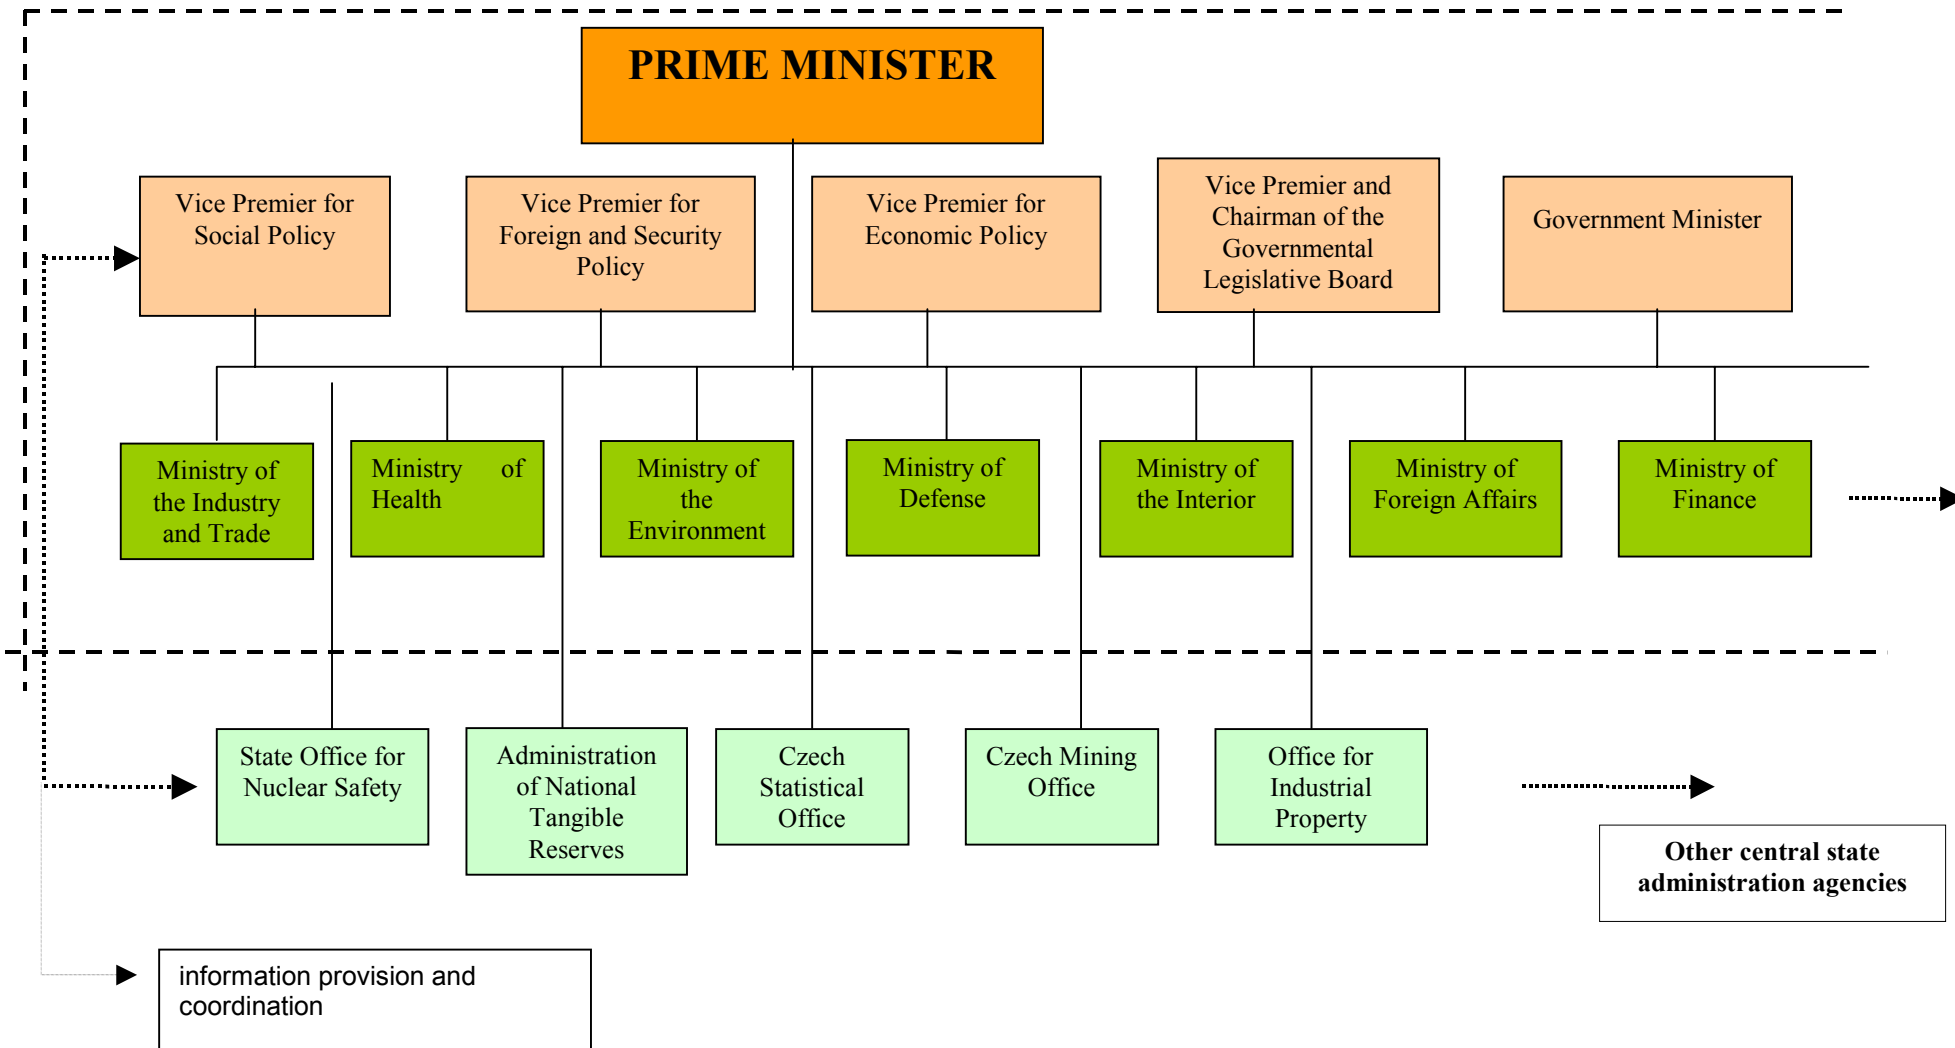 PRIME MINISTER
Vice Premier for
Social Policy
Vice Premier for
Foreign and Security
Policy
Vice Premier for
Economic Policy
Vice Premier and
Chairman of the
Governmental
Legislative Board
Government Minister
Ministry of
the Industry
and Trade
Ministry of
Health
Ministry of
the
Environment
Ministry of
Defense
Ministry of
the Interior
Ministry of
Foreign Affairs
Ministry of
Finance
State Office for
Nuclear Safety
Administration
of National
Tangible
Reserves
Czech
Statistical
Office
Czech Mining
Office
Office for
Industrial
Property
Other central state
administration agencies
information provision and
coordination